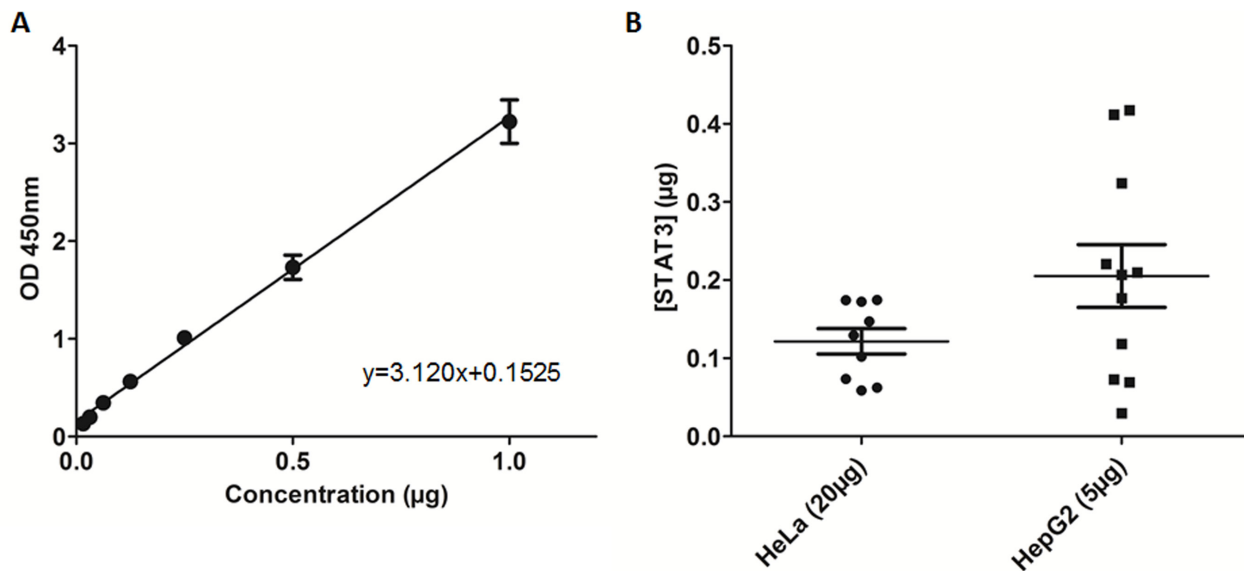 A
4
3
2
1
0
OD 450nm
0.0
0.5
1.0
Concentration (µg)
y=3.120x+0.1525
B
0.5
0.4
0.3
0.2
0.1
0.0
[STAT3] (µg)
HeLa (20µg)
HepG2 (5µg)